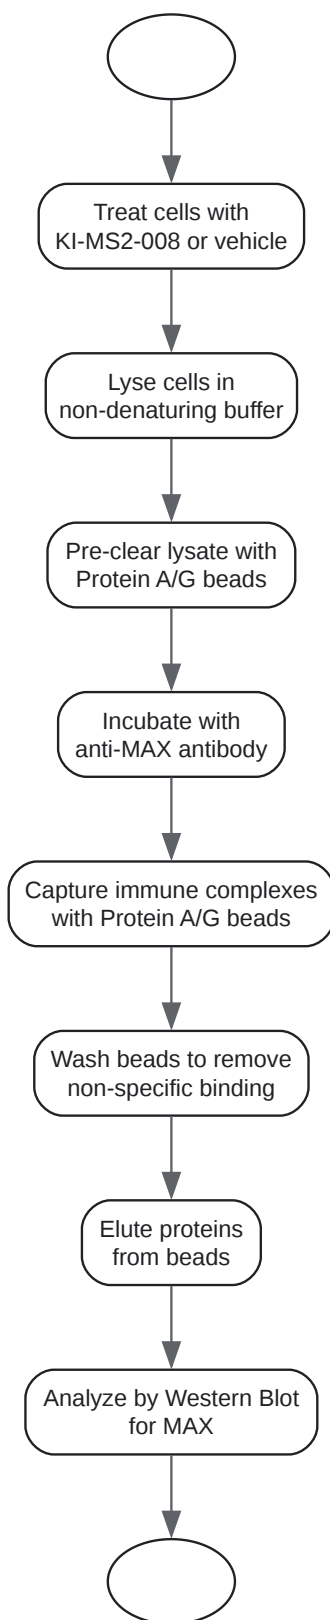 Treat cells with
KI-MS2-008 or vehicle
Lyse cells in
non-denaturing buffer
Pre-clear lysate with
Protein A/G beads
Incubate with
anti-MAX antibody
Capture immune complexes
with Protein A/G beads
Wash beads to remove
non-specific binding
Elute proteins
from beads
Analyze by Western Blot
for MAX